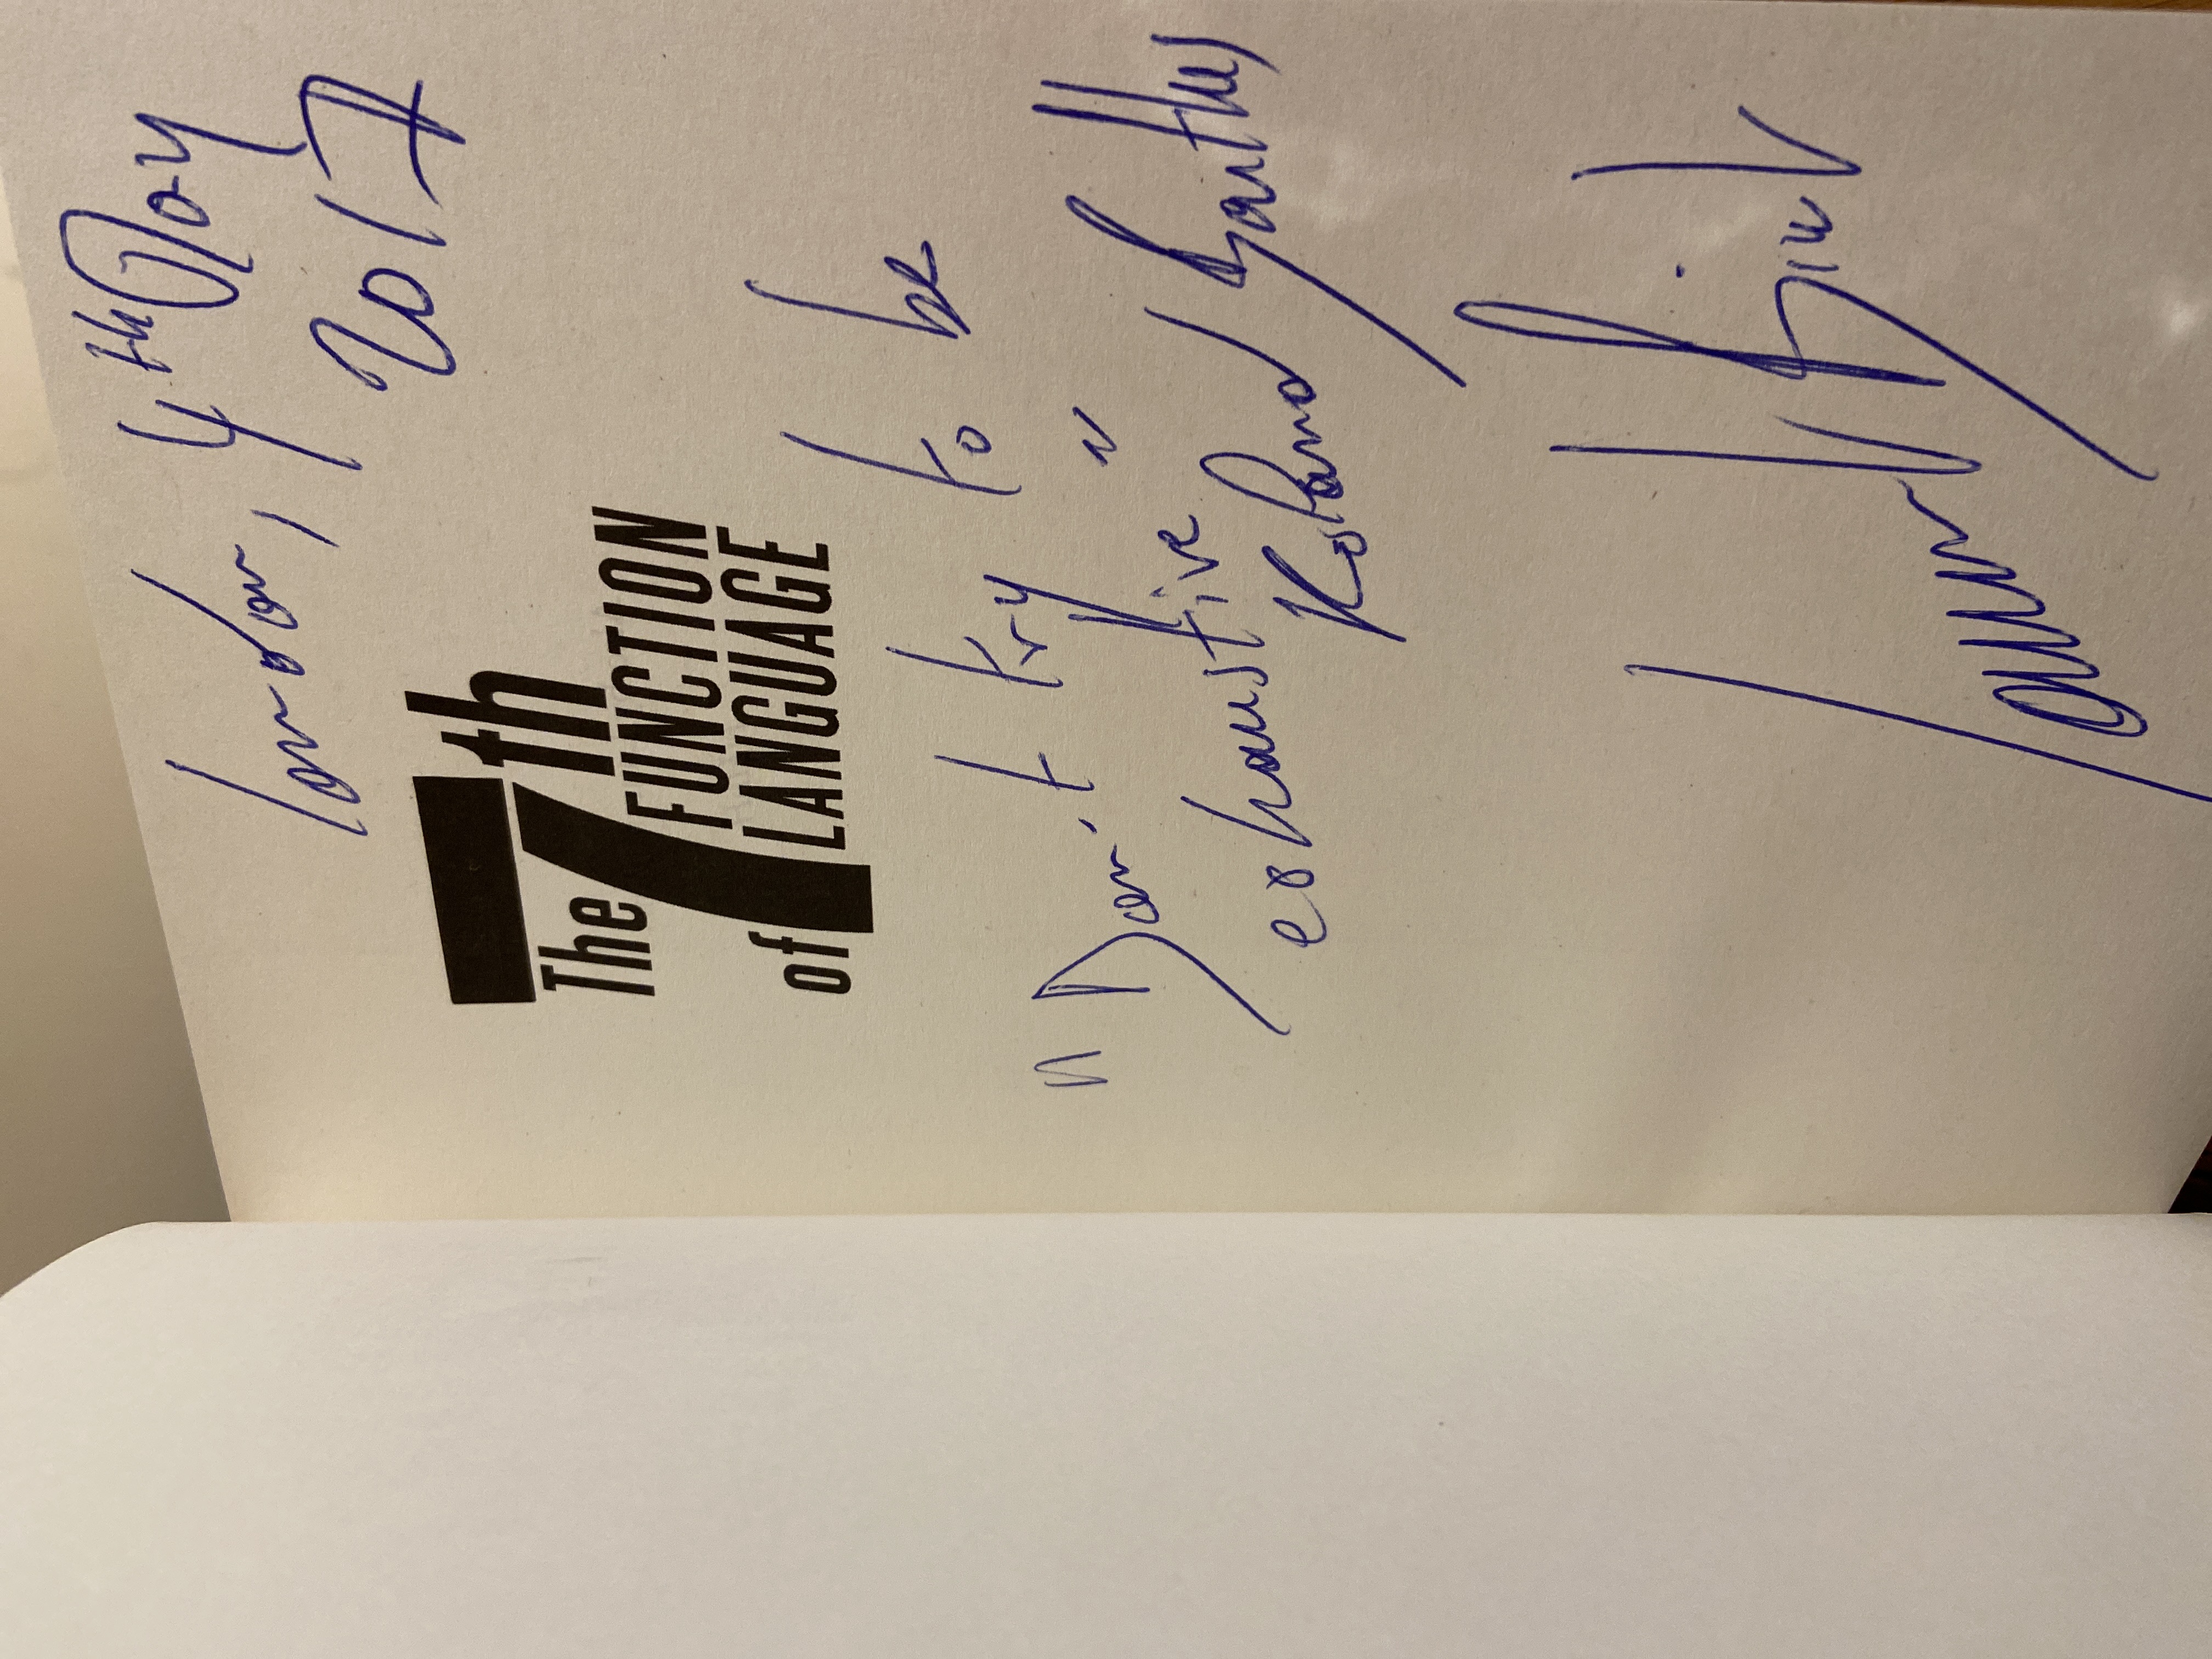 London, 4th May
2017
The 7th
FUNCTION
of LANGUAGE
"Don't try to be
exhaustive"
Roland Barthes
Laurent Binet